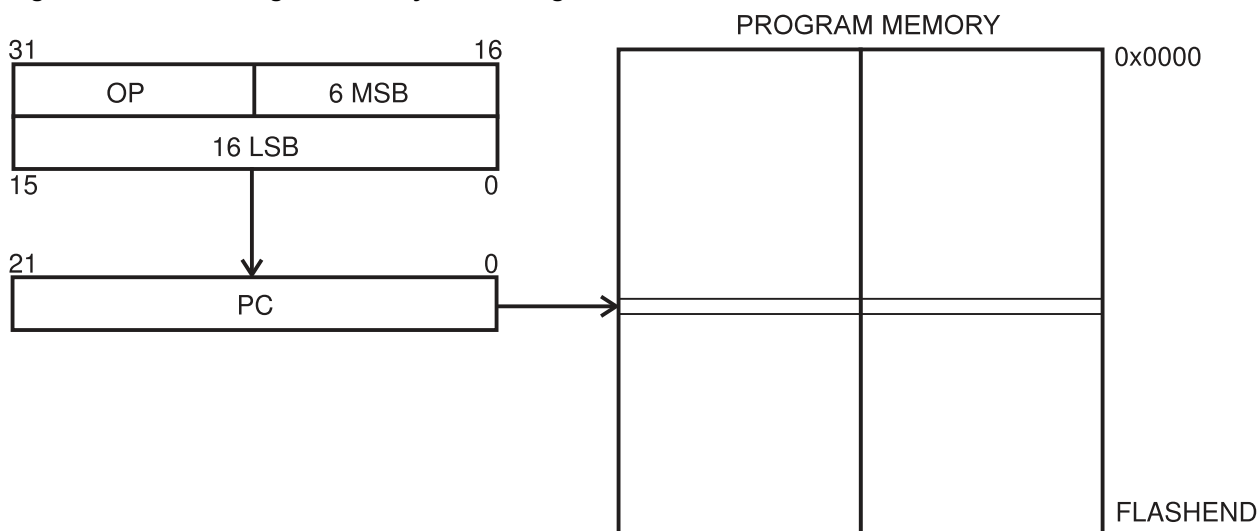 PROGRAM MEMORY
31 16
0x0000
OP 6 MSB
16 LSB
15 0
21 0
PC
FLASHEND